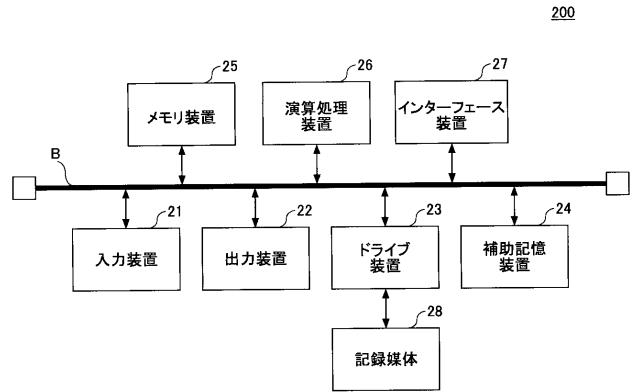 200
25
メモリ装置
26
演算処理
装置
27
インターフェース
装置
B
21
入力装置
22
出力装置
23
ドライブ
装置
24
補助記憶
装置
28
記録媒体